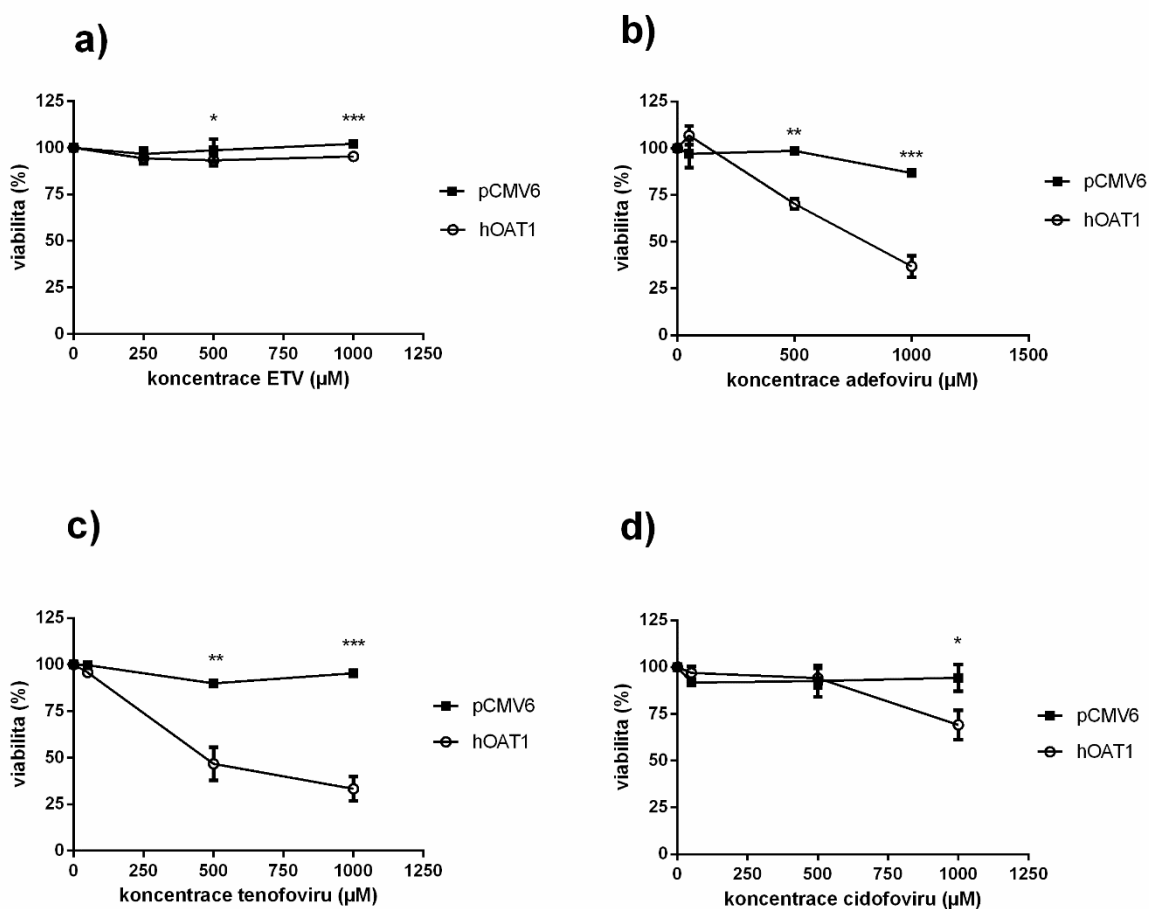 a)
125
100
75
50
25
0
viabilita (%)
* ***
0 250 500 750 1000 1250
koncentrace ETV (µM)
pCMV6
hOAT1
b)
125
100
75
50
25
0
viabilita (%)
** ***
0 500 1000 1500
koncentrace adefoviru (µM)
pCMV6
hOAT1
c)
125
100
75
50
25
0
viabilita (%)
** ***
0 250 500 750 1000 1250
koncentrace tenofoviru (µM)
pCMV6
hOAT1
d)
125
100
75
50
25
0
viabilita (%)
*
0 250 500 750 1000 1250
koncentrace cidofoviru (µM)
pCMV6
hOAT1